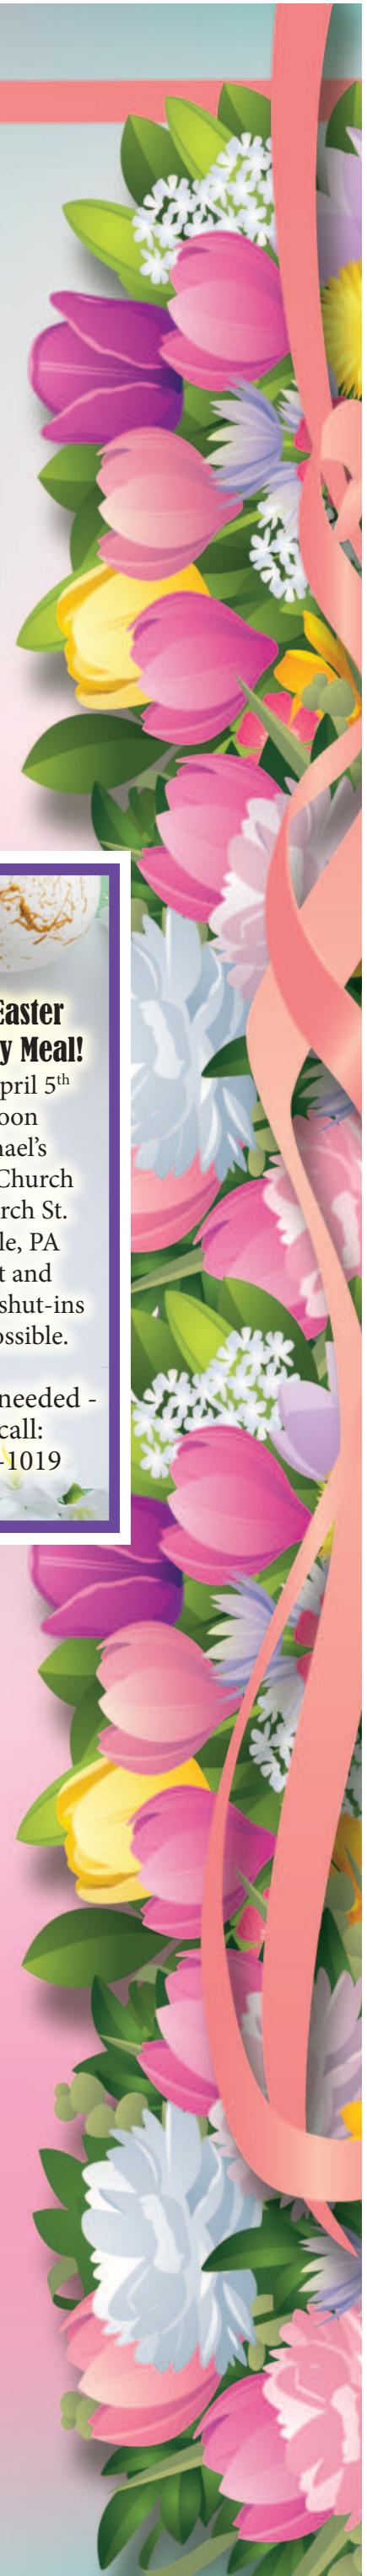 Easter
y Meal!
pril 5th
oon
ael's
Church
rch St.
le, PA
t and
shut-ins
ossible.
needed -
call:
-1019